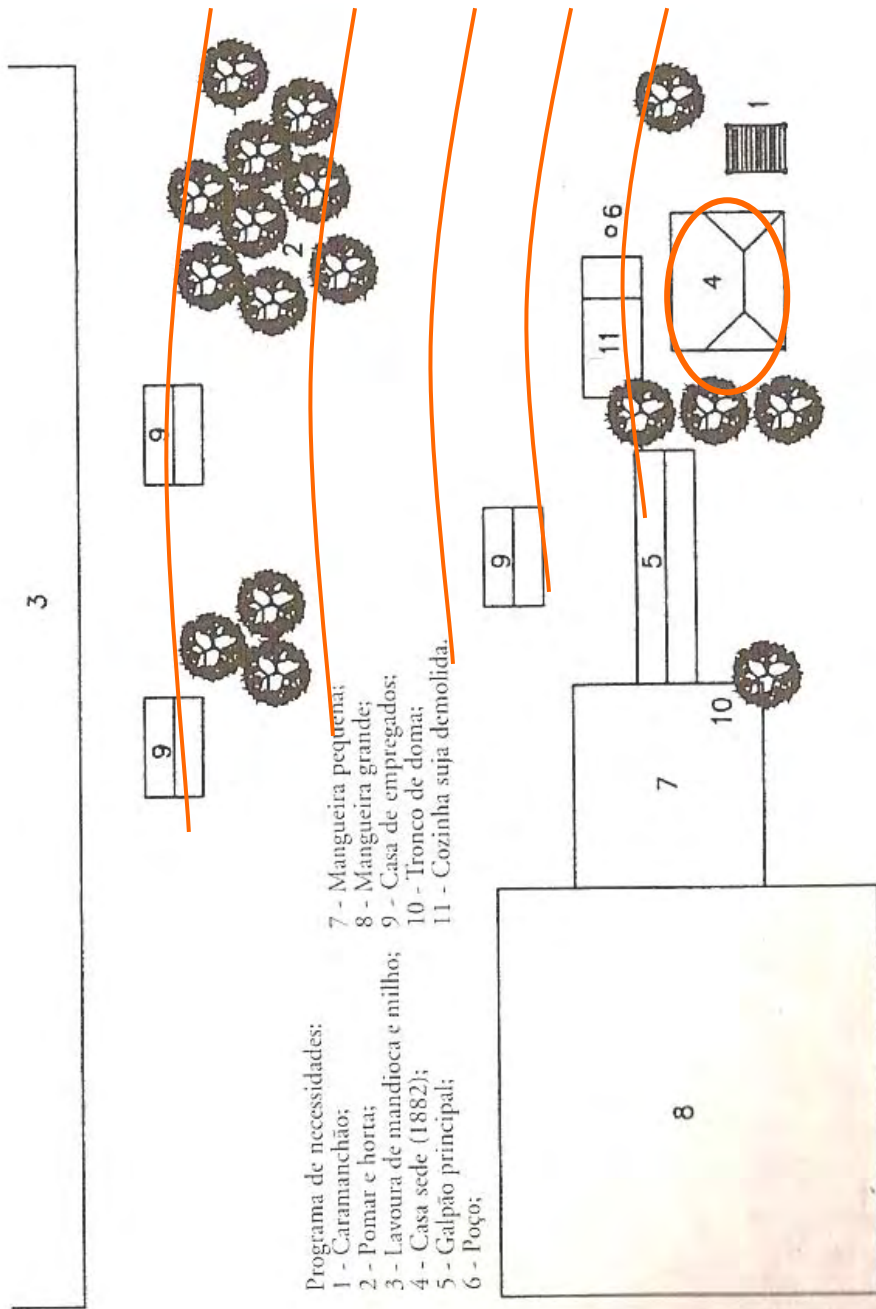 Programa de necessidades:
1 - Caramanchão;
2 - Pomar e horta;
3 - Lavoura de mandioca e milho;
4 - Casa sede (1882);
5 - Galpão principal;
6 - Poço;
7 - Mangueira pequena;
8 - Mangueira grande;
9 - Casa de empregados;
10 - Tronco de doma;
11 - Cozinha suja demolida.
3
9
9
2
9
6
11
4
1
5
10
7
8